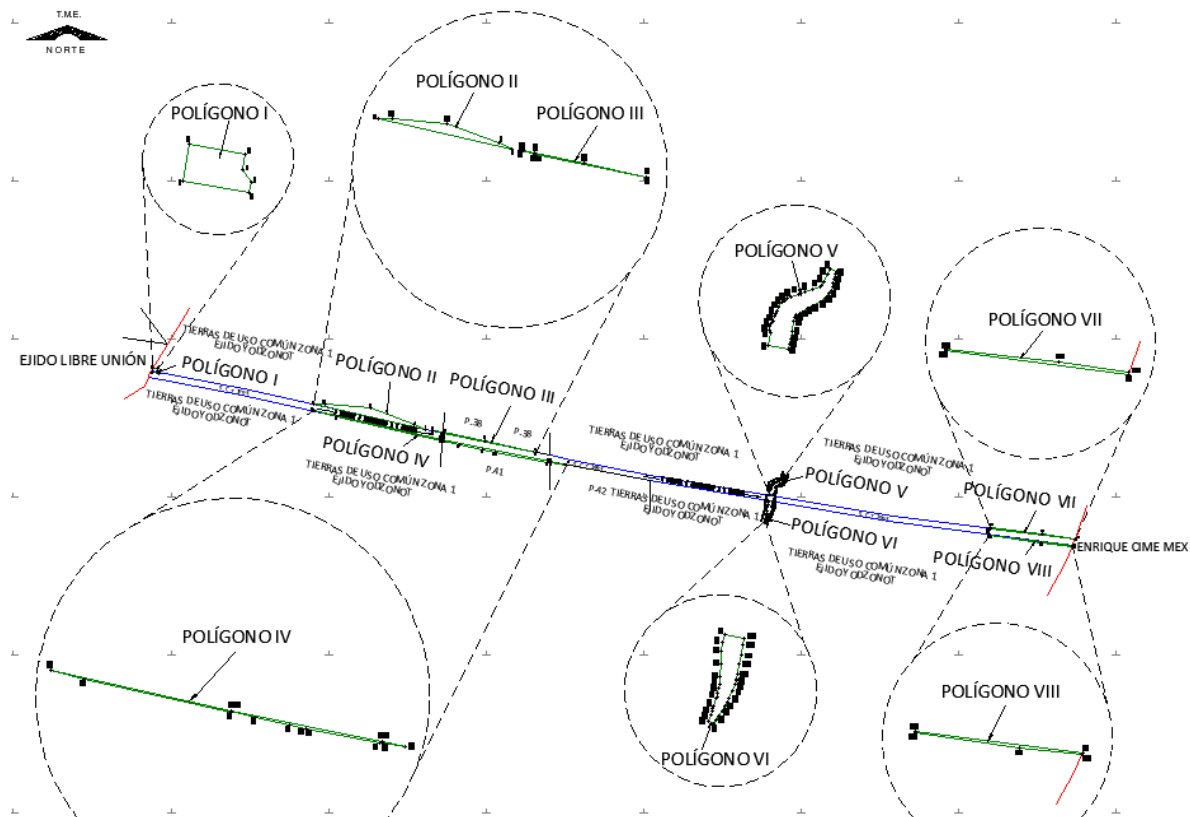 T.M.E.
NORTE
POLÍGONO I
POLÍGONO II
POLÍGONO III
POLÍGONO V
POLÍGONO VII
TIERRAS DE USO COMÚN ZONA 1
EJIDO YODZONOT
EJIDO LIBRE UNIÓN
POLÍGONO I
POLÍGONO II
POLÍGONO III
TIERRAS DE USO COMÚN ZONA 1
EJIDO YODZONOT
P.-38
P.-38
TIERRAS DE USO COMÚN ZONA 1
EJIDO YODZONOT
TIERRAS DE USO COMÚN ZONA 1
EJIDO YODZONOT
POLÍGONO IV
TIERRAS DE USO COMÚN ZONA 1
EJIDO YODZONOT
P.41
P.-42 TIERRAS DE USO COMÚN ZONA 1
EJIDO YODZONOT
POLÍGONO V
POLÍGONO VII
POLÍGONO VI
POLÍGONO VIII
ENRIQUE CIME MEX
TIERRAS DE USO COMÚN ZONA 1
EJIDO YODZONOT
POLÍGONO IV
POLÍGONO VI
POLÍGONO VIII